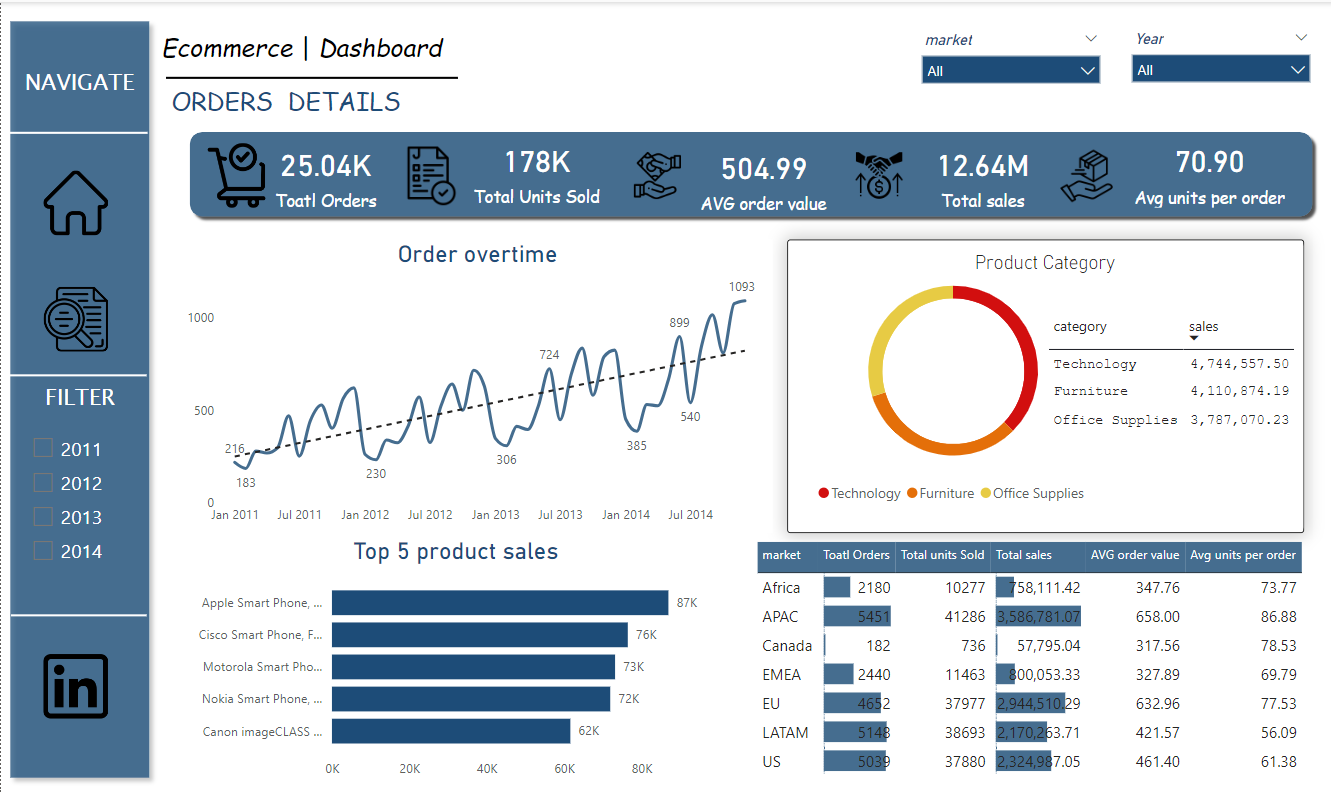 NAVIGATE
FILTER
2011
2012
2013
2014
in
Ecommerce | Dashboard
ORDERS DETAILS
market
All
Year
All
25.04K
Toatl Orders
178K
Total Units Sold
504.99
AVG order value
12.64M
Total sales
70.90
Avg units per order
Order overtime
1000
500
0
216
183
230
306
724
385
899
540
1093
Jan 2011 Jul 2011 Jan 2012 Jul 2012 Jan 2013 Jul 2013 Jan 2014 Jul 2014
Product Category
category sales
Technology 4,744,557.50
Furniture 4,110,874.19
Office Supplies 3,787,070.23
Technology Furniture Office Supplies
Top 5 product sales
Apple Smart Phone, ... 87K
Cisco Smart Phone, F... 76K
Motorola Smart Pho... 73K
Nokia Smart Phone, ... 72K
Canon imageCLASS ... 62K
0K 20K 40K 60K 80K
market Toatl Orders Total units Sold Total sales AVG order value Avg units per order
Africa 2180 10277 758,111.42 347.76 73.77
APAC 5451 41286 3,586,781.07 658.00 86.88
Canada 182 736 57,795.04 317.56 78.53
EMEA 2440 11463 800,053.33 327.89 69.79
EU 4652 37977 2,944,510.29 632.96 77.53
LATAM 5148 38693 2,170,263.71 421.57 56.09
US 5039 37880 2,324,987.05 461.40 61.38